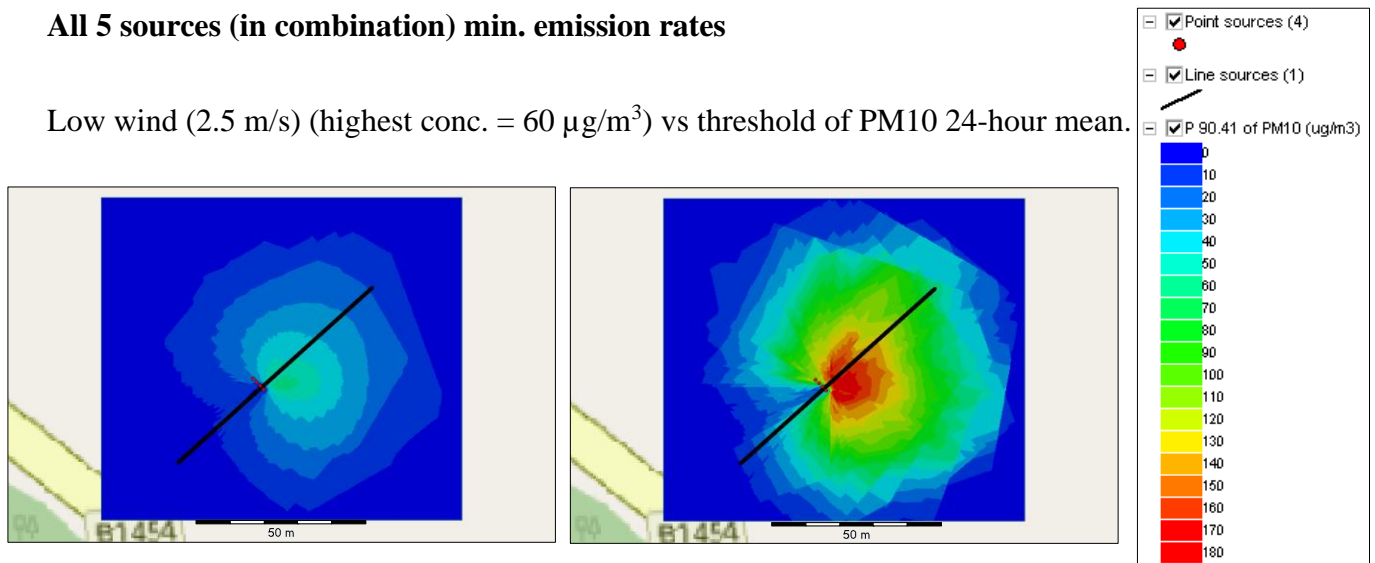 All 5 sources (in combination) min. emission rates
Low wind (2.5 m/s) (highest conc. = 60 µg/m³) vs threshold of PM10 24-hour mean.
Point sources (4)
Line sources (1)
P 90.41 of PM10 (ug/m3)
0
10
20
30
40
50
60
70
80
90
100
110
120
130
140
150
160
170
180
B1454
50 m
B1454
50 m